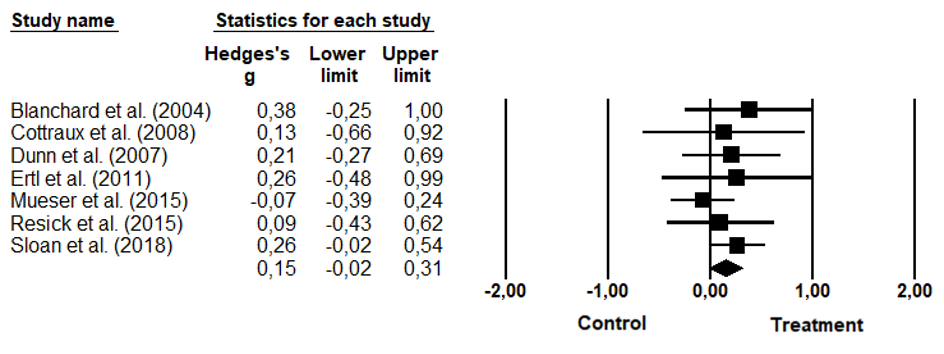 Study name Statistics for each study
Hedges's Lower Upper
g limit limit
Blanchard et al. (2004) 0,38 -0,25 1,00
Cottraux et al. (2008) 0,13 -0,66 0,92
Dunn et al. (2007) 0,21 -0,27 0,69
Ertl et al. (2011) 0,26 -0,48 0,99
Mueser et al. (2015) -0,07 -0,39 0,24
Resick et al. (2015) 0,09 -0,43 0,62
Sloan et al. (2018) 0,26 -0,02 0,54
0,15 -0,02 0,31
-2,00 -1,00 0,00 1,00 2,00
Control Treatment